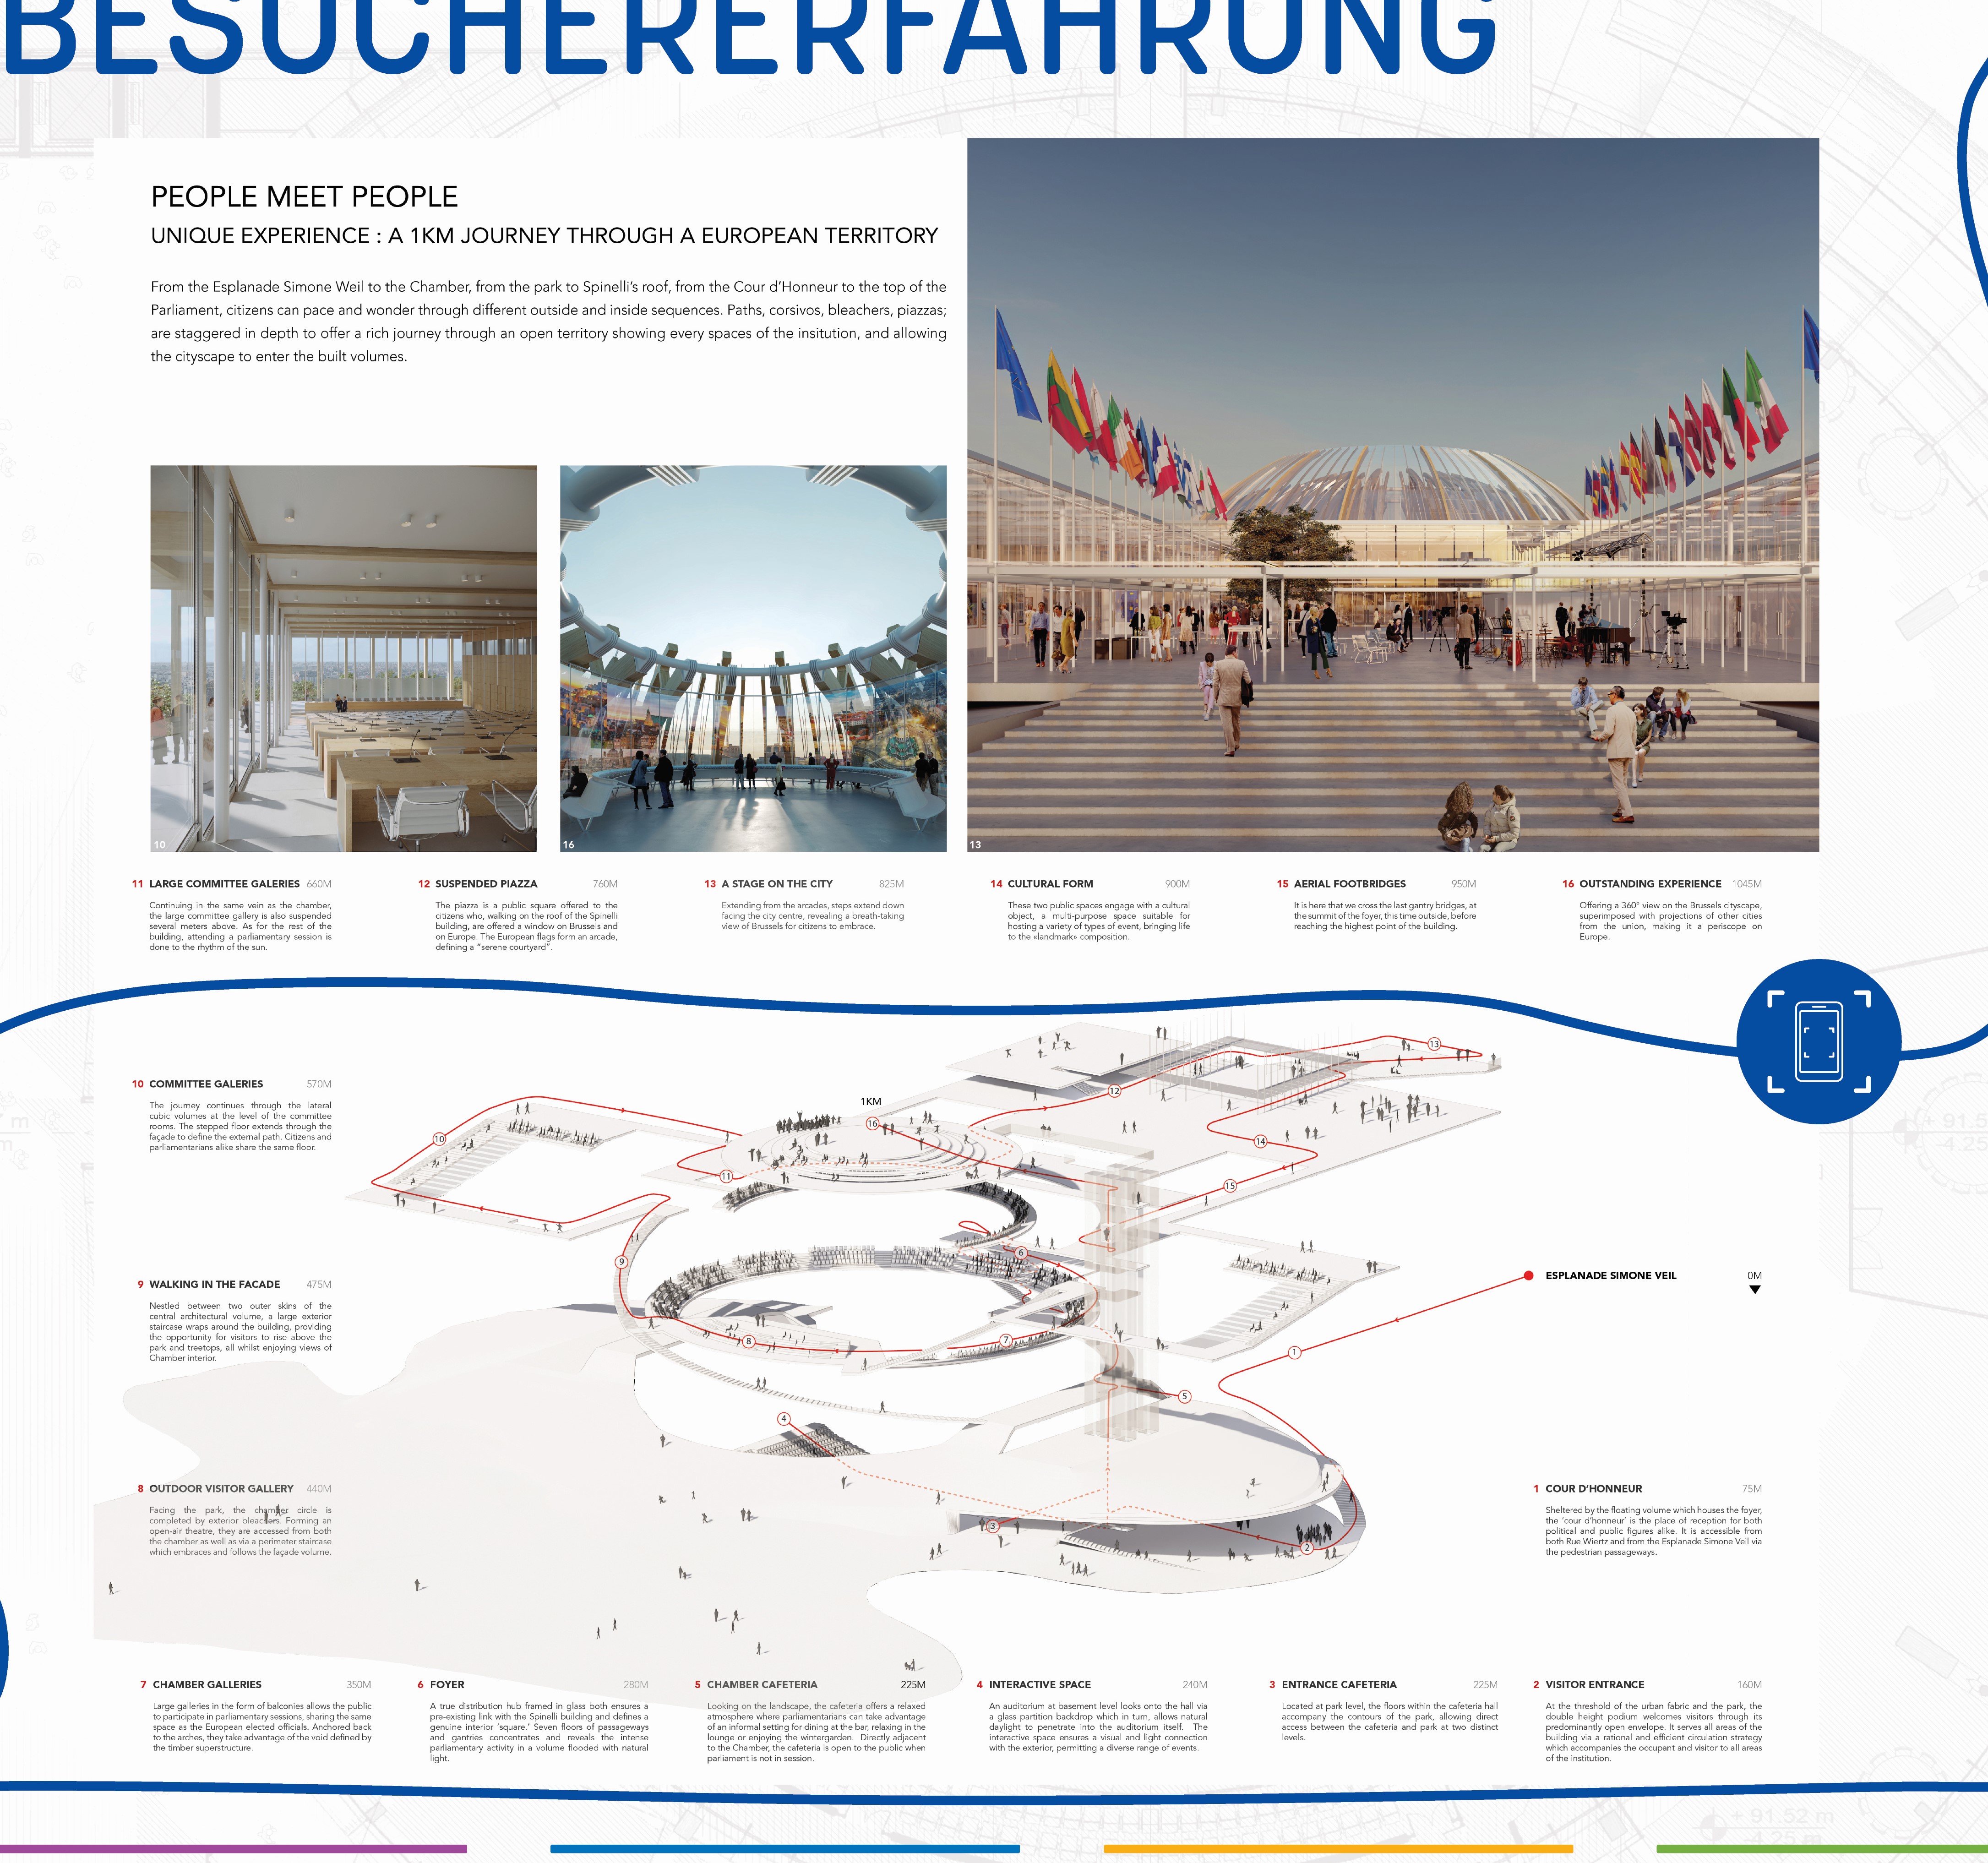 BESUCHERERFAHRUNG
PEOPLE MEET PEOPLE
UNIQUE EXPERIENCE : A 1KM JOURNEY THROUGH A EUROPEAN TERRITORY
From the Esplanade Simone Weil to the Chamber, from the park to Spinelli's roof, from the Cour d'Honneur to the top of the
Parliament, citizens can pace and wonder through different outside and inside sequences. Paths, corsivos, bleachers, piazzas;
are staggered in depth to offer a rich journey through an open territory showing every spaces of the insitution, and allowing
the cityscape to enter the built volumes.
10
16
13
11 LARGE COMMITTEE GALERIES 660M
Continuing in the same vein as the chamber,
the large committee gallery is also suspended
several meters above. As for the rest of the
building, attending a parliamentary session is
done to the rhythm of the sun.
12 SUSPENDED PIAZZA 760M
The piazza is a public square offered to the
citizens who, walking on the roof of the Spinelli
building, are offered a window on Brussels and
on Europe. The European flags form an arcade,
defining a "serene courtyard".
13 A STAGE ON THE CITY 825M
Extending from the arcades, steps extend down
facing the city centre, revealing a breath-taking
view of Brussels for citizens to embrace.
14 CULTURAL FORM 900M
These two public spaces engage with a cultural
object, a multi-purpose space suitable for
hosting a variety of types of event, bringing life
to the «landmark» composition.
15 AERIAL FOOTBRIDGES 950M
It is here that we cross the last gantry bridges, at
the summit of the foyer, this time outside, before
reaching the highest point of the building.
16 OUTSTANDING EXPERIENCE 1045M
Offering a 360° view on the Brussels cityscape,
superimposed with projections of other cities
from the union, making it a periscope on
Europe.
10 COMMITTEE GALERIES 570M
The journey continues through the lateral
cubic volumes at the level of the committee
rooms. The stepped floor extends through the
façade to define the external path. Citizens and
parliamentarians alike share the same floor.
9 WALKING IN THE FACADE 475M
Nestled between two outer skins of the
central architectural volume, a large exterior
staircase wraps around the building, providing
the opportunity for visitors to rise above the
park and treetops, all whilst enjoying views of
Chamber interior.
8 OUTDOOR VISITOR GALLERY 440M
Facing the park, the chamber circle is
completed by exterior bleachers. Forming an
open-air theatre, they are accessed from both
the chamber as well as via a perimeter staircase
which embraces and follows the façade volume.
13
12
1KM
16
10
14
11
15
6
9
7
8
1
5
4
3
2
ESPLANADE SIMONE VEIL 0M
1 COUR D'HONNEUR 75M
Sheltered by the floating volume which houses the foyer,
the 'cour d'honneur' is the place of reception for both
political and public figures alike. It is accessible from
both Rue Wiertz and from the Esplanade Simone Veil via
the pedestrian passageways.
7 CHAMBER GALLERIES 350M
Large galleries in the form of balconies allows the public
to participate in parliamentary sessions, sharing the same
space as the European elected officials. Anchored back
to the arches, they take advantage of the void defined by
the timber superstructure.
6 FOYER 280M
A true distribution hub framed in glass both ensures a
pre-existing link with the Spinelli building and defines a
genuine interior 'square.' Seven floors of passageways
and gantries concentrates and reveals the intense
parliamentary activity in a volume flooded with natural
light.
5 CHAMBER CAFETERIA 225M
Looking on the landscape, the cafeteria offers a relaxed
atmosphere where parliamentarians can take advantage
of an informal setting for dining at the bar, relaxing in the
lounge or enjoying the wintergarden. Directly adjacent
to the Chamber, the cafeteria is open to the public when
parliament is not in session.
4 INTERACTIVE SPACE 240M
An auditorium at basement level looks onto the hall via
a glass partition backdrop which in turn, allows natural
daylight to penetrate into the auditorium itself. The
interactive space ensures a visual and light connection
with the exterior, permitting a diverse range of events.
3 ENTRANCE CAFETERIA 225M
Located at park level, the floors within the cafeteria hall
accompany the contours of the park, allowing direct
access between the cafeteria and park at two distinct
levels.
2 VISITOR ENTRANCE 160M
At the threshold of the urban fabric and the park, the
double height podium welcomes visitors through its
predominantly open envelope. It serves all areas of the
building via a rational and efficient circulation strategy
which accompanies the occupant and visitor to all areas
of the institution.
+ 91.52 m
-4.25 m